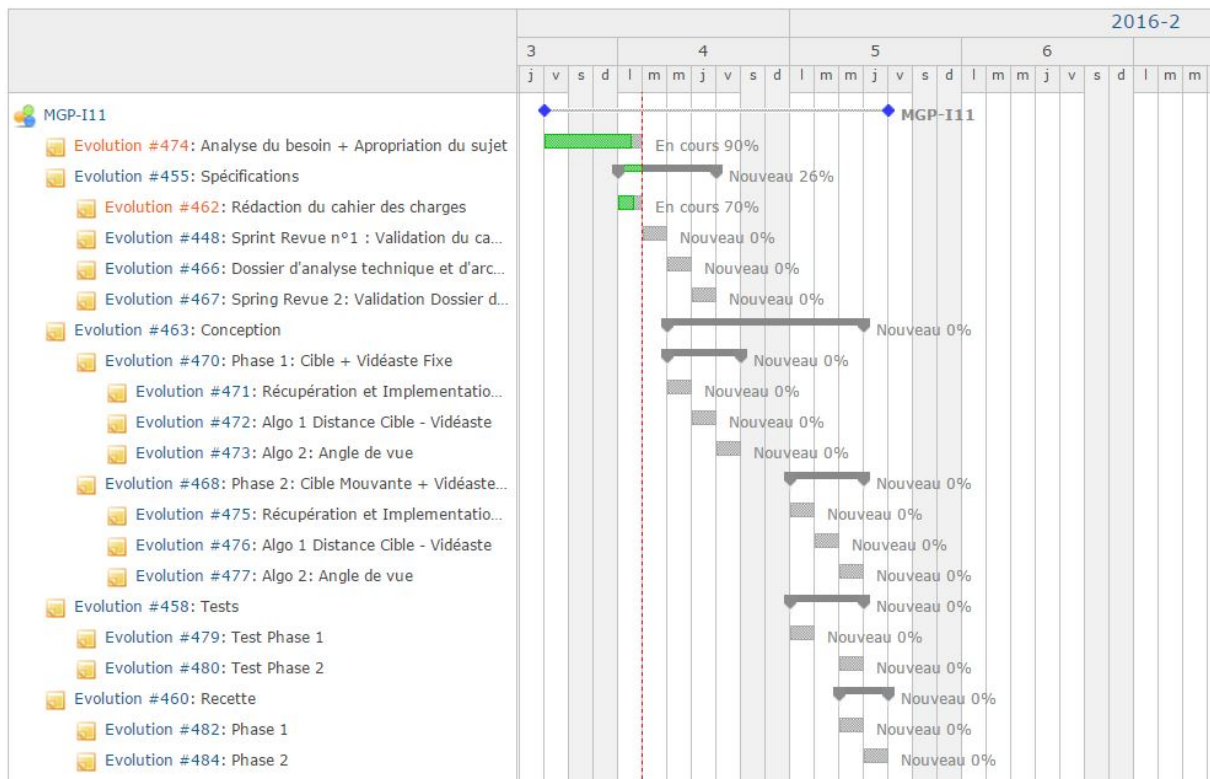 2016-2
3 4 5 6
j v s d l m m j v s d l m m j v s d l m m j v s d l m m
MGP-I11 MGP-I11
Evolution #474: Analyse du besoin + Apropriation du sujet En cours 90%
Evolution #455: Spécifications Nouveau 26%
Evolution #462: Rédaction du cahier des charges En cours 70%
Evolution #448: Sprint Revue n°1 : Validation du ca... Nouveau 0%
Evolution #466: Dossier d'analyse technique et d'arc... Nouveau 0%
Evolution #467: Spring Revue 2: Validation Dossier d... Nouveau 0%
Evolution #463: Conception Nouveau 0%
Evolution #470: Phase 1: Cible + Vidéaste Fixe Nouveau 0%
Evolution #471: Récupération et Implementatio... Nouveau 0%
Evolution #472: Algo 1 Distance Cible - Vidéaste Nouveau 0%
Evolution #473: Algo 2: Angle de vue Nouveau 0%
Evolution #468: Phase 2: Cible Mouvante + Vidéaste... Nouveau 0%
Evolution #475: Récupération et Implementatio... Nouveau 0%
Evolution #476: Algo 1 Distance Cible - Vidéaste Nouveau 0%
Evolution #477: Algo 2: Angle de vue Nouveau 0%
Evolution #458: Tests Nouveau 0%
Evolution #479: Test Phase 1 Nouveau 0%
Evolution #480: Test Phase 2 Nouveau 0%
Evolution #460: Recette Nouveau 0%
Evolution #482: Phase 1 Nouveau 0%
Evolution #484: Phase 2 Nouveau 0%